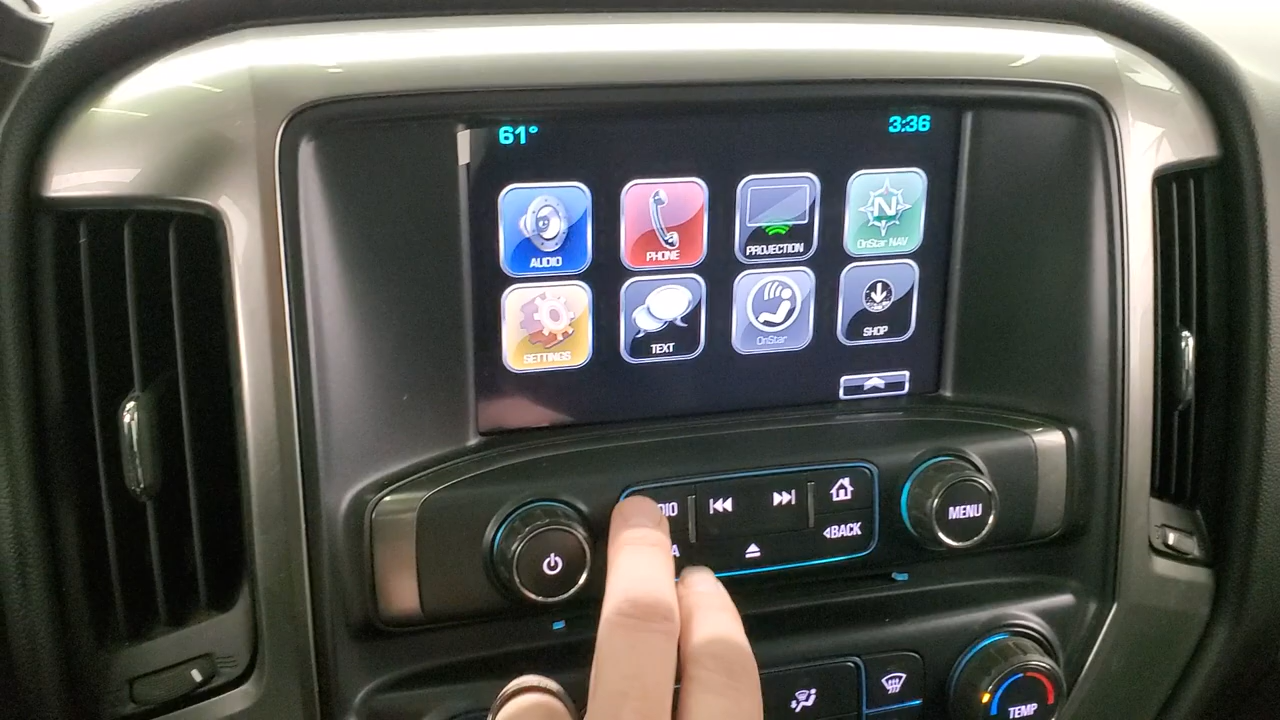 61° 3:36
AUDIO PHONE PROJECTION N OnStar NAV
SETTINGS TEXT OnStar SHOP
DIO MENU
A BACK
TEMP